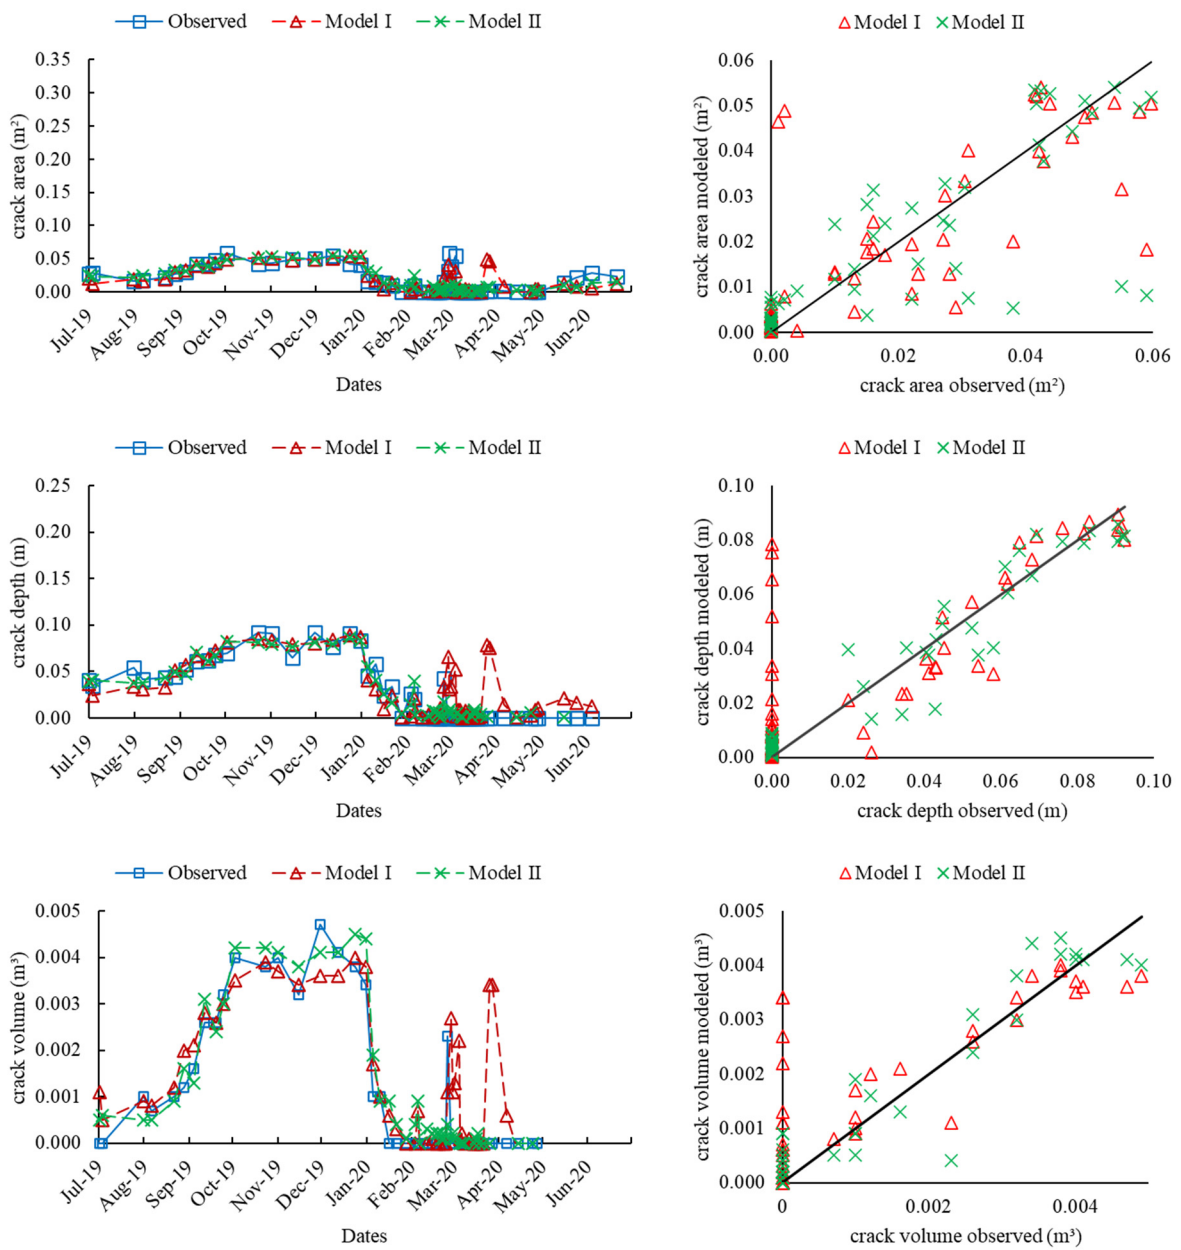 Observed Model I Model II
crack area (m²)
0.35
0.30
0.25
0.20
0.15
0.10
0.05
0.00
Jul-19 Aug-19 Sep-19 Oct-19 Nov-19 Dec-19 Jan-20 Feb-20 Mar-20 Apr-20 May-20 Jun-20
Dates
Model I Model II
crack area modeled (m²)
0.06
0.05
0.04
0.03
0.02
0.01
0.00
0.00 0.02 0.04 0.06
crack area observed (m²)
Observed Model I Model II
crack depth (m)
0.25
0.20
0.15
0.10
0.05
0.00
Jul-19 Aug-19 Sep-19 Oct-19 Nov-19 Dec-19 Jan-20 Feb-20 Mar-20 Apr-20 May-20 Jun-20
Dates
Model I Model II
crack depth modeled (m)
0.10
0.08
0.06
0.04
0.02
0.00
0.00 0.02 0.04 0.06 0.08 0.10
crack depth observed (m)
Observed Model I Model II
crack volume (m³)
0.005
0.004
0.003
0.002
0.001
0.000
Jul-19 Aug-19 Sep-19 Oct-19 Nov-19 Dec-19 Jan-20 Feb-20 Mar-20 Apr-20 May-20 Jun-20
Dates
Model I Model II
crack volume modeled (m³)
0.005
0.004
0.003
0.002
0.001
0.000
0 0.002 0.004
crack volume observed (m³)